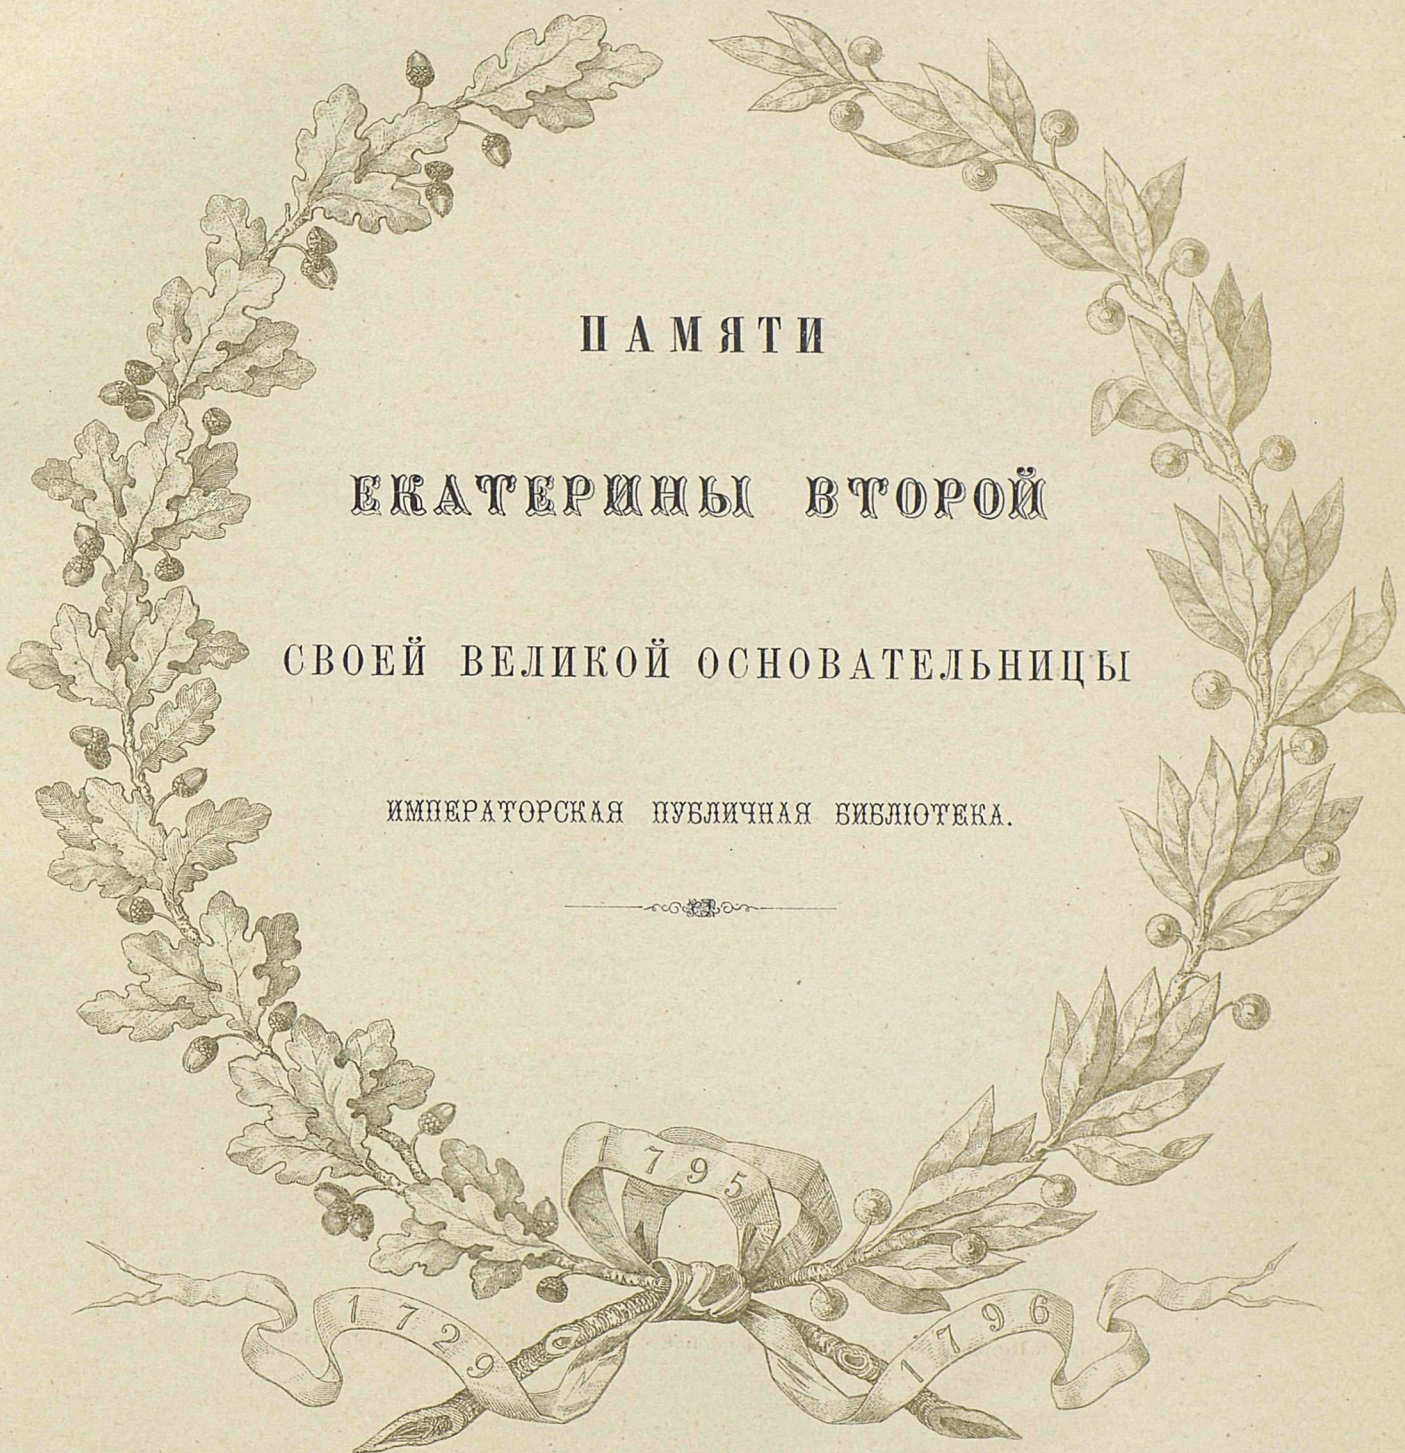 ПАМЯТИ
ЕКАТЕРИНЫ ВТОРОЙ
СВОЕЙ ВЕЛИКОЙ ОСНОВАТЕЛЬНИЦЫ
ИМПЕРАТОРСКАЯ ПУБЛИЧНАЯ БИБЛІОТЕКА.
1795
1729
1796